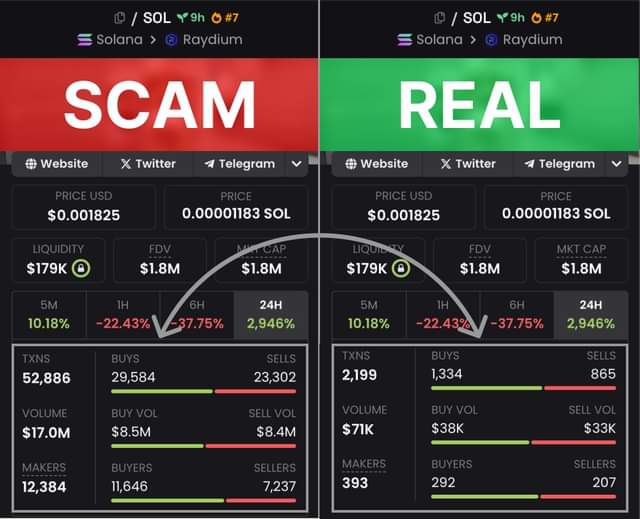 / SOL 9h #7
Solana > Raydium
SCAM
Website Twitter Telegram
PRICE USD PRICE
$0.001825 0.00001183 SOL
LIQUIDITY FDV MKT CAP
$179K $1.8M $1.8M
5M 1H 6H 24H
10.18% -22.43% -37.75% 2,946%
TXNS BUYS SELLS
52,886 29,584 23,302
VOLUME BUY VOL SELL VOL
$17.0M $8.5M $8.4M
MAKERS BUYERS SELLERS
12,384 11,646 7,237
/ SOL 9h #7
Solana > Raydium
REAL
Website Twitter Telegram
PRICE USD PRICE
$0.001825 0.00001183 SOL
LIQUIDITY FDV MKT CAP
$179K $1.8M $1.8M
5M 1H 6H 24H
10.18% -22.43% -37.75% 2,946%
TXNS BUYS SELLS
2,199 1,334 865
VOLUME BUY VOL SELL VOL
$71K $38K $33K
MAKERS BUYERS SELLERS
393 292 207